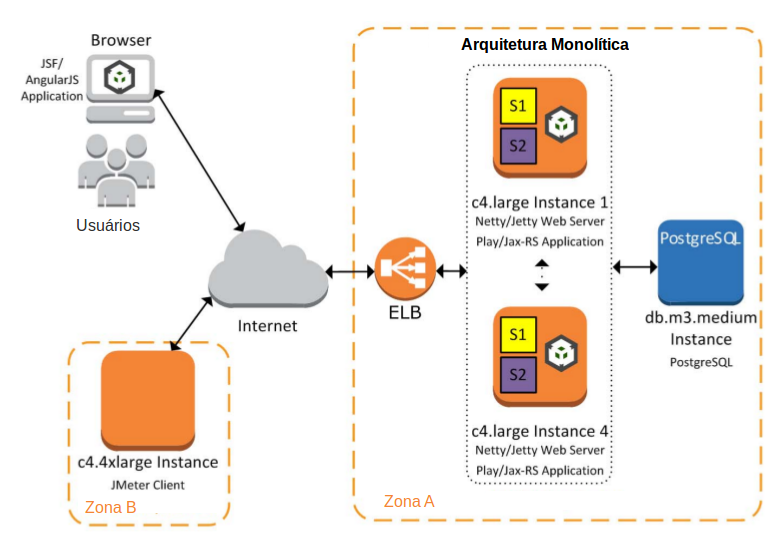 Browser
JSF/
AngularJS
Application
Usuários
Internet
c4.4xlarge Instance
JMeter Client
Zona B
Arquitetura Monolítica
ELB
S1
S2
c4.large Instance 1
Netty/Jetty Web Server
Play/Jax-RS Application
S1
S2
c4.large Instance 4
Netty/Jetty Web Server
Play/Jax-RS Application
PostgreSQL
db.m3.medium
Instance
PostgreSQL
Zona A